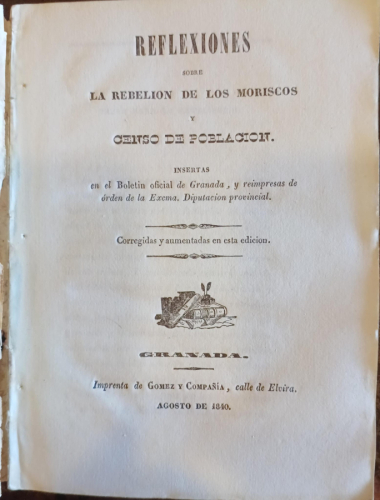 REFLEXIONES
SOBRE
LA REBELION DE LOS MORISCOS
Y
CENSO DE POBLACION.
INSERTAS
en el Boletin oficial de Granada, y reimpresas de
órden de la Excma. Diputacion provincial.
Corregidas y aumentadas en esta edicion.
GRANADA.
Imprenta de GOMEZ Y COMPAÑÍA, calle de Elvira.
AGOSTO DE 1840.